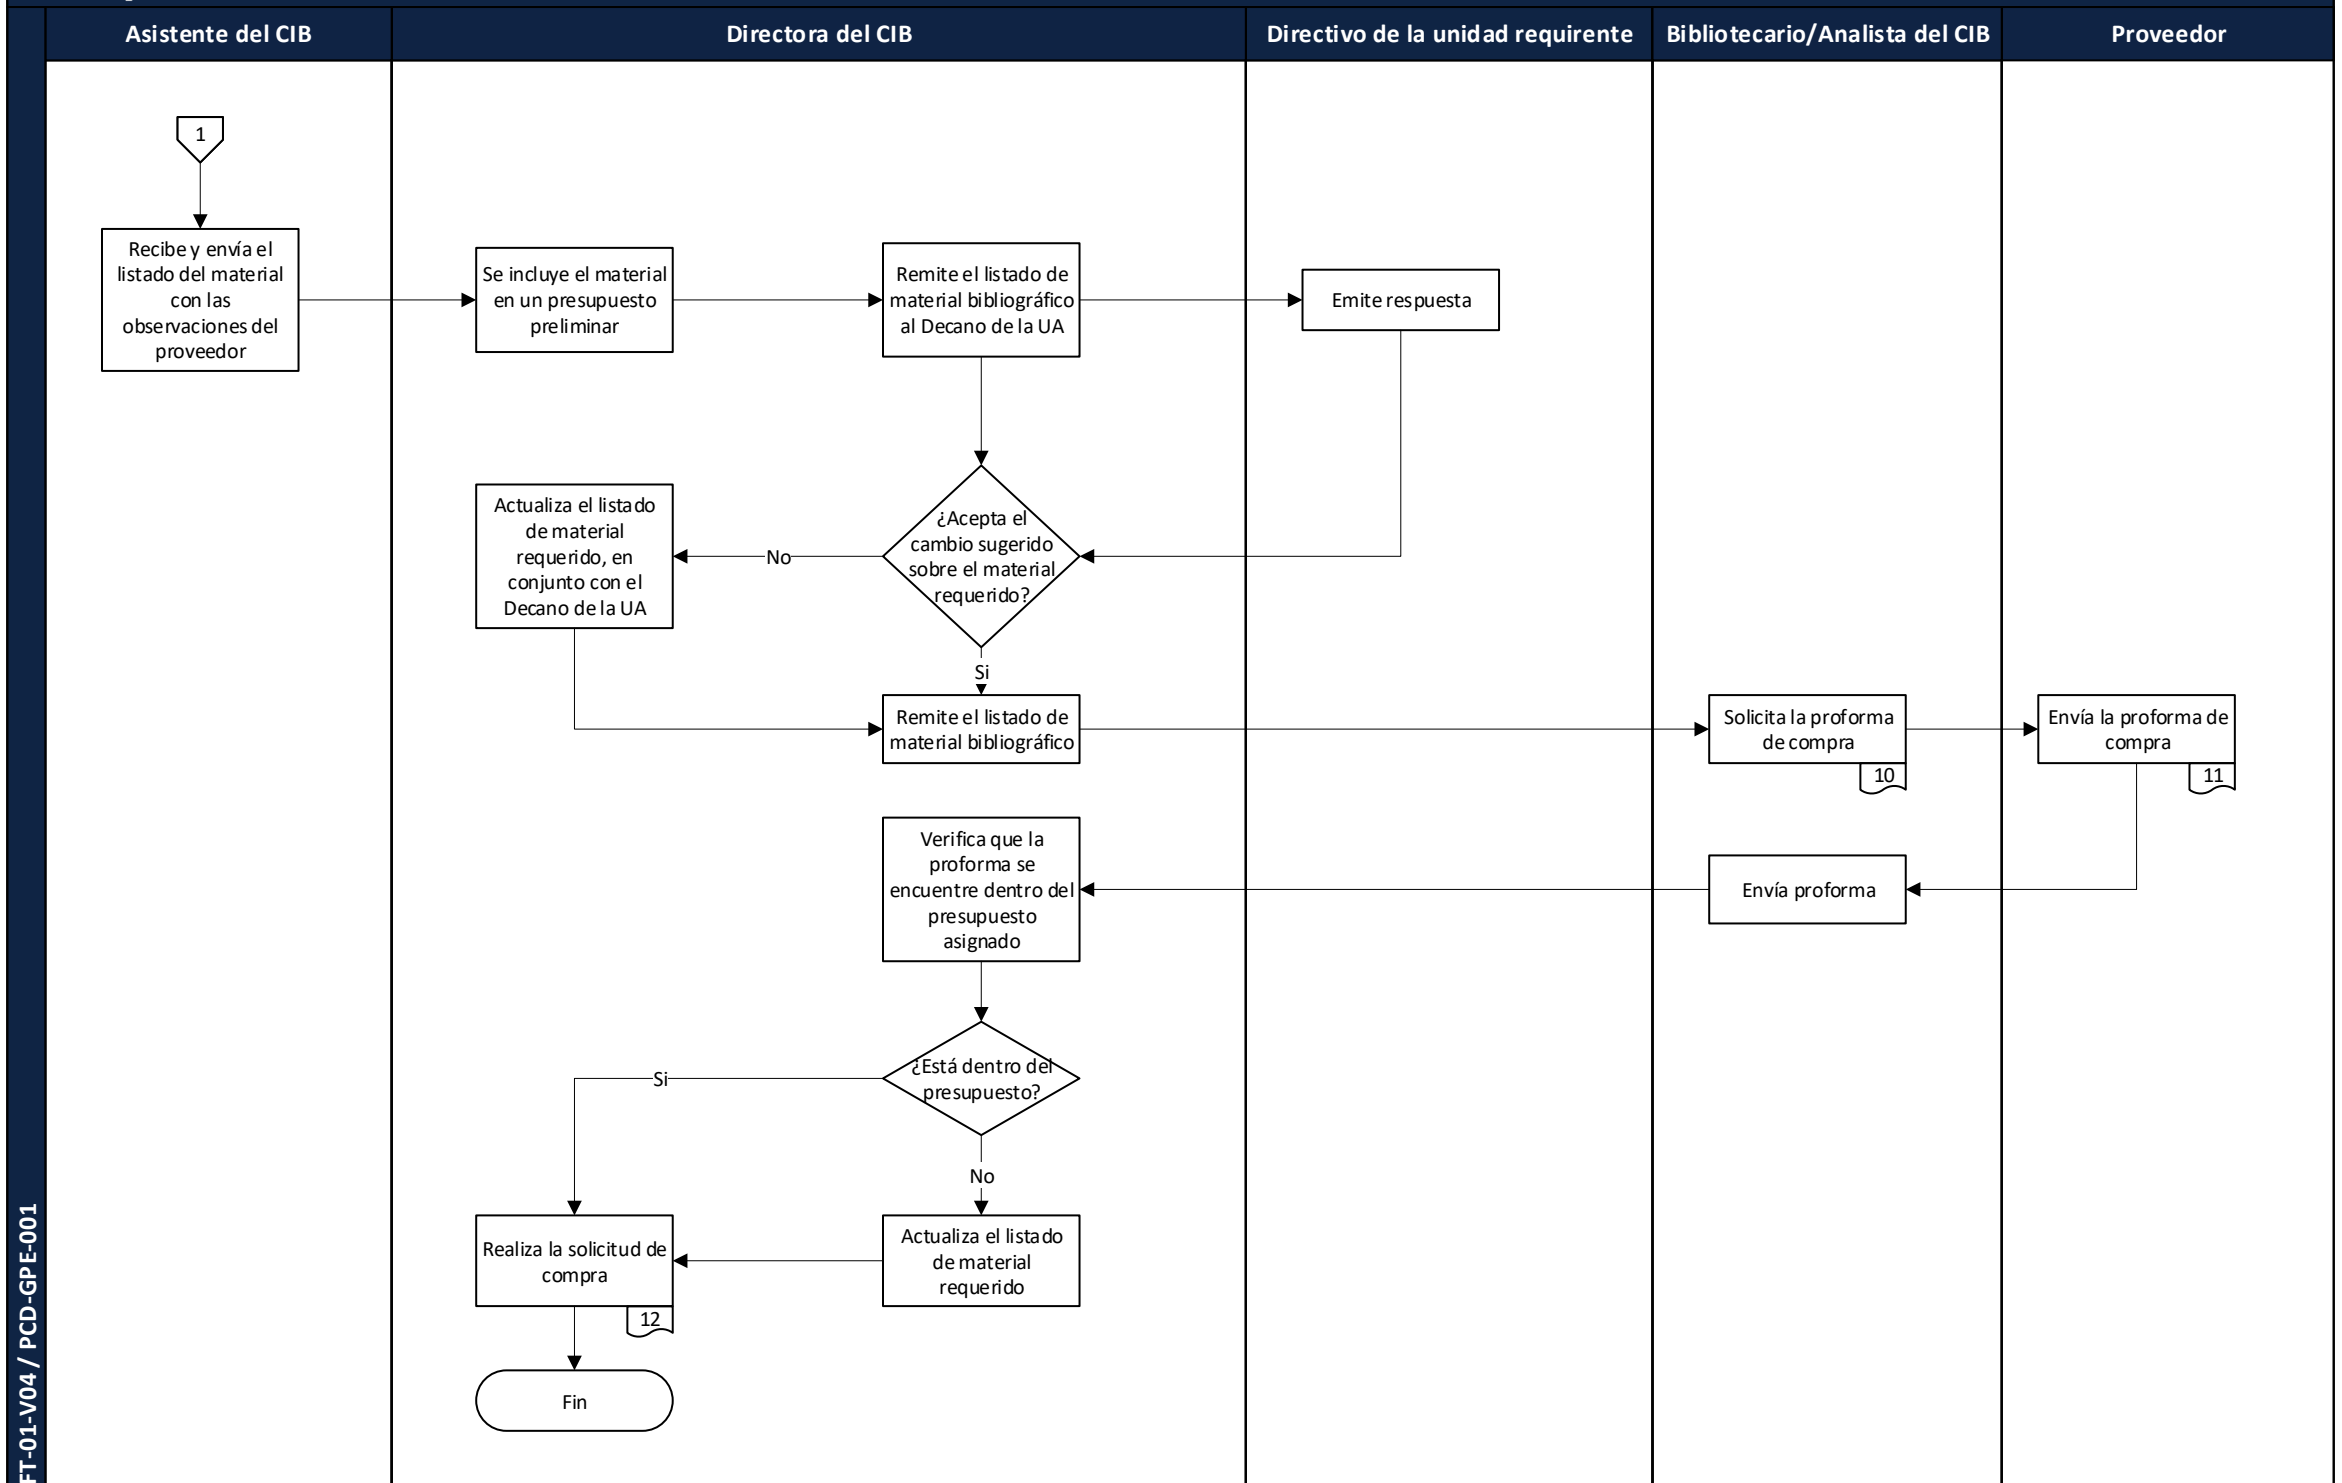 Asistente del CIB
Directora del CIB
Directivo de la unidad requirente
Bibliotecario/Analista del CIB
Proveedor
1
Recibe y envía el
listado del material
con las
observaciones del
proveedor
Se incluye el material
en un presupuesto
preliminar
Remite el listado de
material bibliográfico
al Decano de la UA
Emite respuesta
Actualiza el listado
de material
requerido, en
conjunto con el
Decano de la UA
No
¿Acepta el
cambio sugerido
sobre el material
requerido?
Si
Remite el listado de
material bibliográfico
Solicita la proforma
de compra
10
Envía la proforma de
compra
11
Verifica que la
proforma se
encuentre dentro del
presupuesto
asignado
Envía proforma
¿Está dentro del
presupuesto?
Si
No
Realiza la solicitud de
compra
12
Actualiza el listado
de material
requerido
Fin
FT-01-V04 / PCD-GPE-001